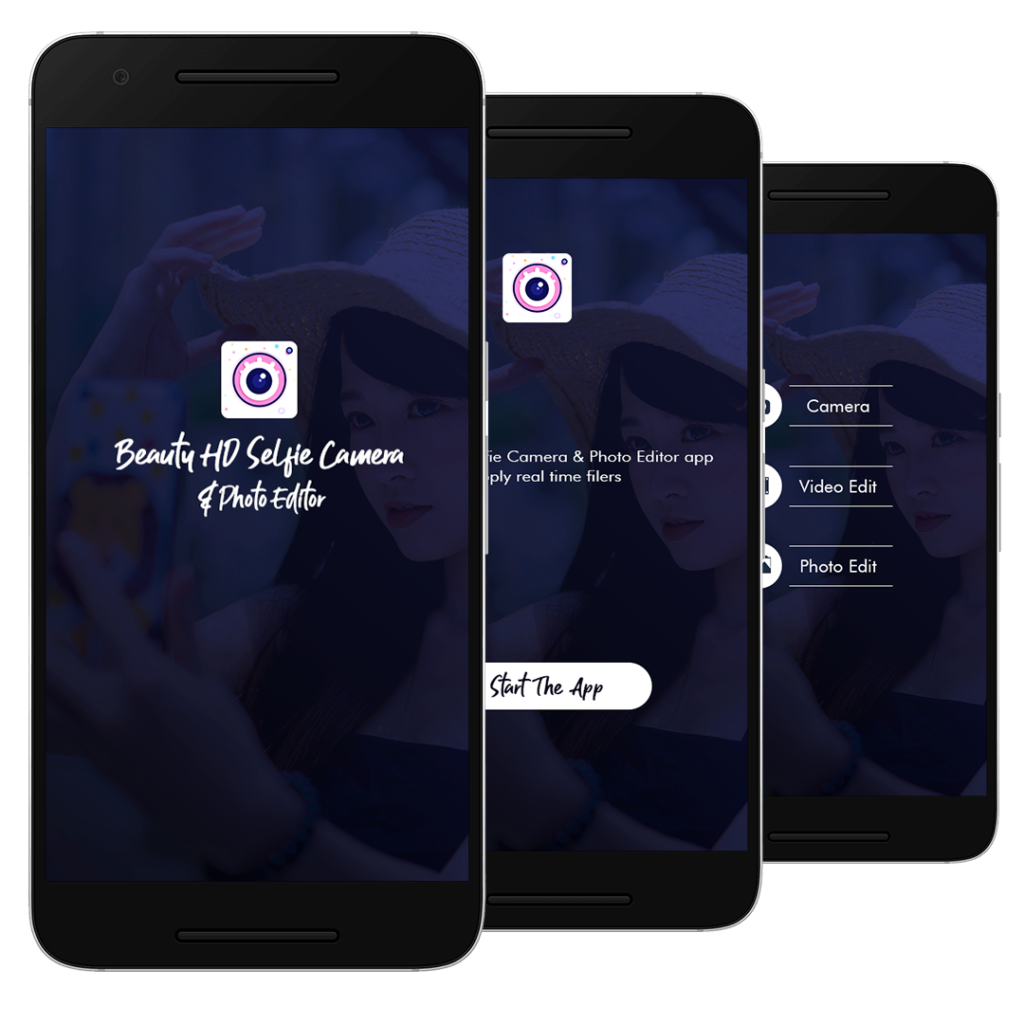 Beauty HD Selfie Camera
& Photo Editor
ie Camera & Photo Editor app
ply real time filers
Start The App
Camera
Video Edit
Photo Edit